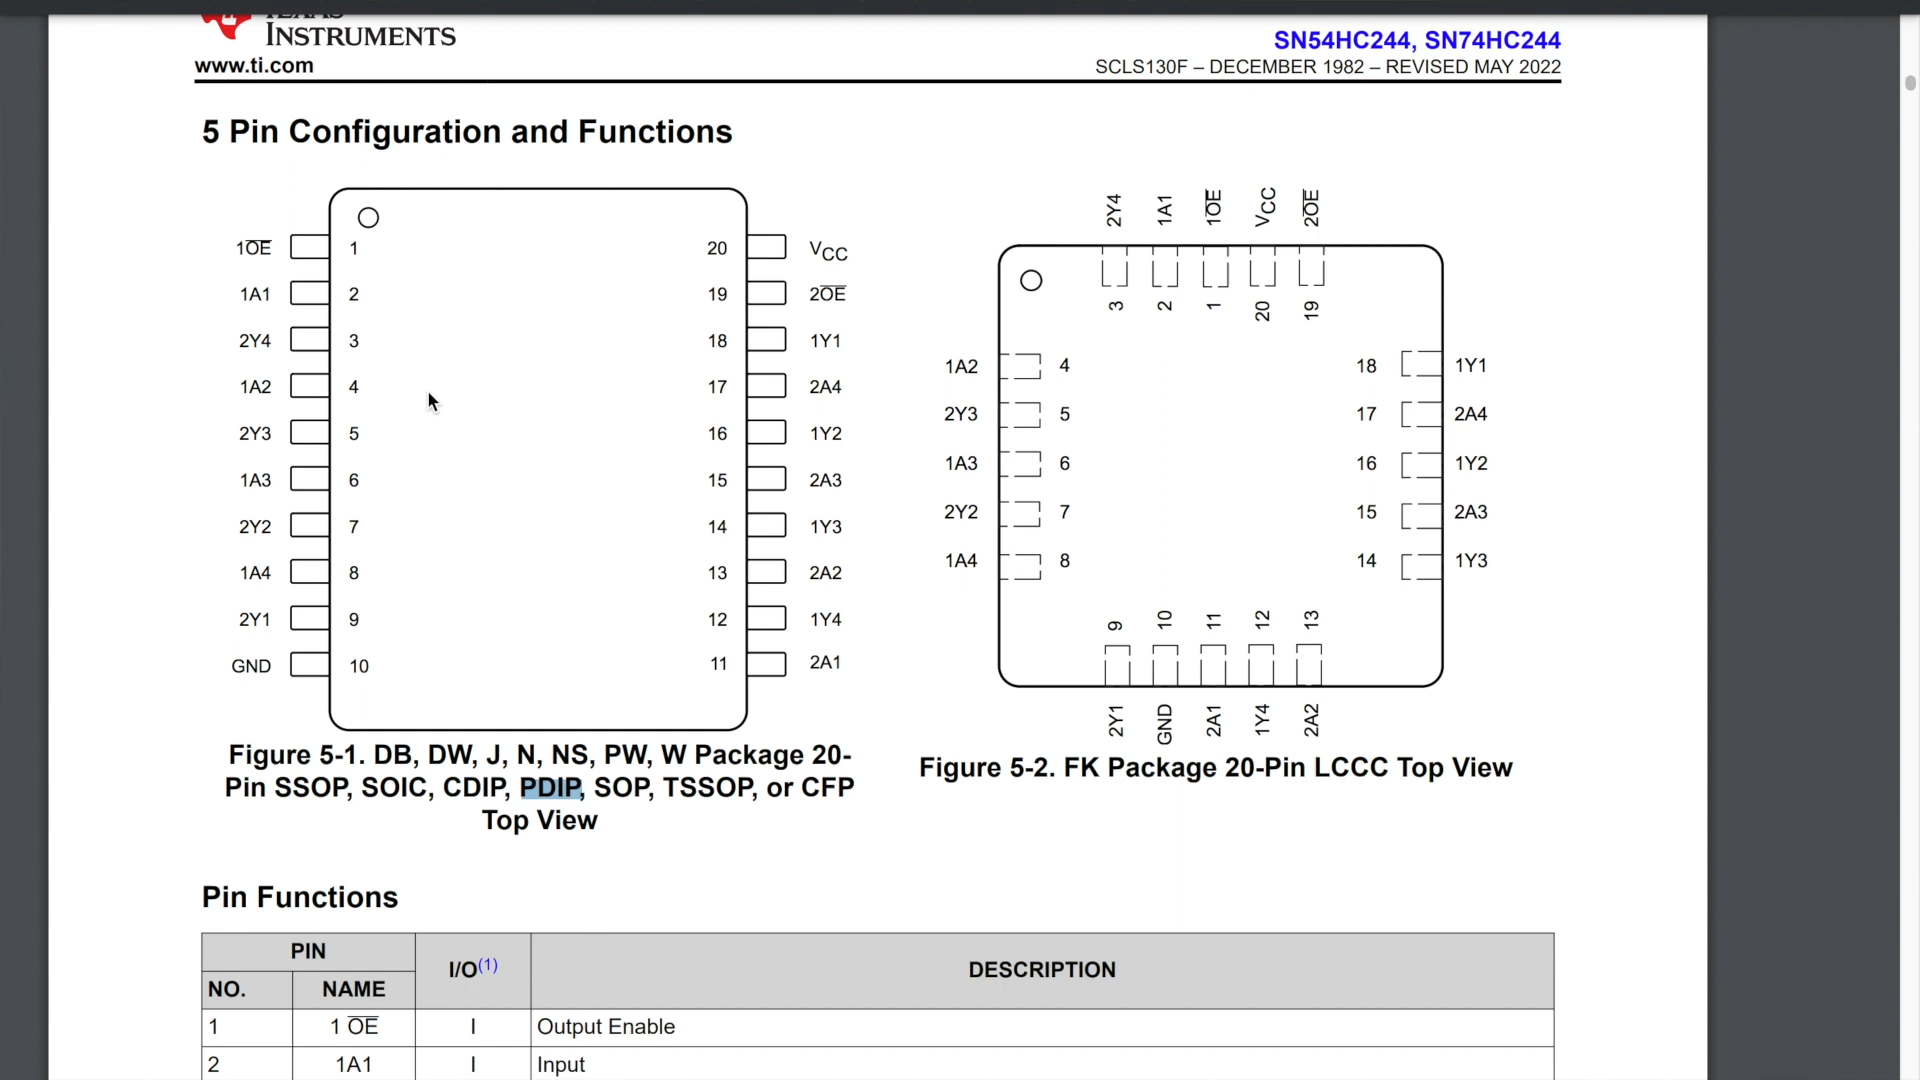 TEXAS
INSTRUMENTS
www.ti.com
SN54HC244, SN74HC244
SCLS130F – DECEMBER 1982 – REVISED MAY 2022
5 Pin Configuration and Functions
1OE 1 20 VCC
1A1 2 19 2OE
2Y4 3 18 1Y1
1A2 4 17 2A4
2Y3 5 16 1Y2
1A3 6 15 2A3
2Y2 7 14 1Y3
1A4 8 13 2A2
2Y1 9 12 1Y4
GND 10 11 2A1
Figure 5-1. DB, DW, J, N, NS, PW, W Package 20-
Pin SSOP, SOIC, CDIP, PDIP, SOP, TSSOP, or CFP
Top View
2Y4 1A1 1OE VCC 2OE
3 2 1 20 19
1A2 4 18 1Y1
2Y3 5 17 2A4
1A3 6 16 1Y2
2Y2 7 15 2A3
1A4 8 14 1Y3
9 10 11 12 13
2Y1 GND 2A1 1Y4 2A2
Figure 5-2. FK Package 20-Pin LCCC Top View
Pin Functions
PIN I/O(1) DESCRIPTION
NO. NAME
1 1 OE I Output Enable
2 1A1 I Input